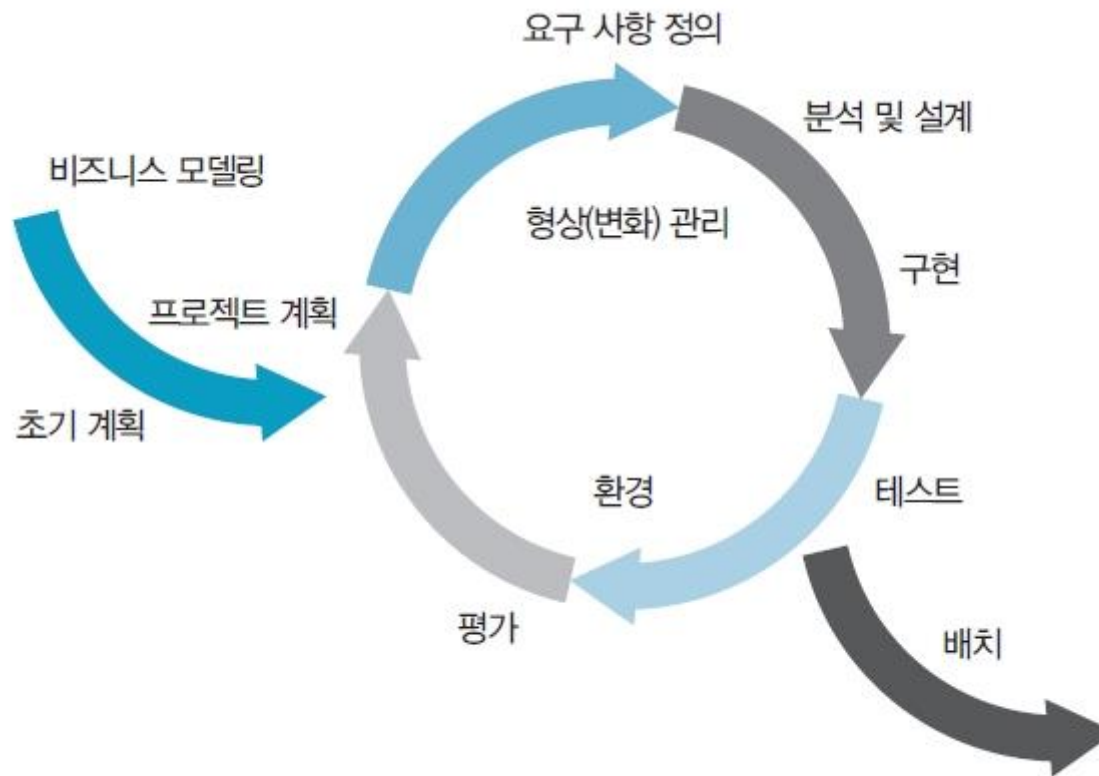 요구 사항 정의
분석 및 설계
비즈니스 모델링
형상(변화) 관리
구현
프로젝트 계획
초기 계획
환경
테스트
평가
배치